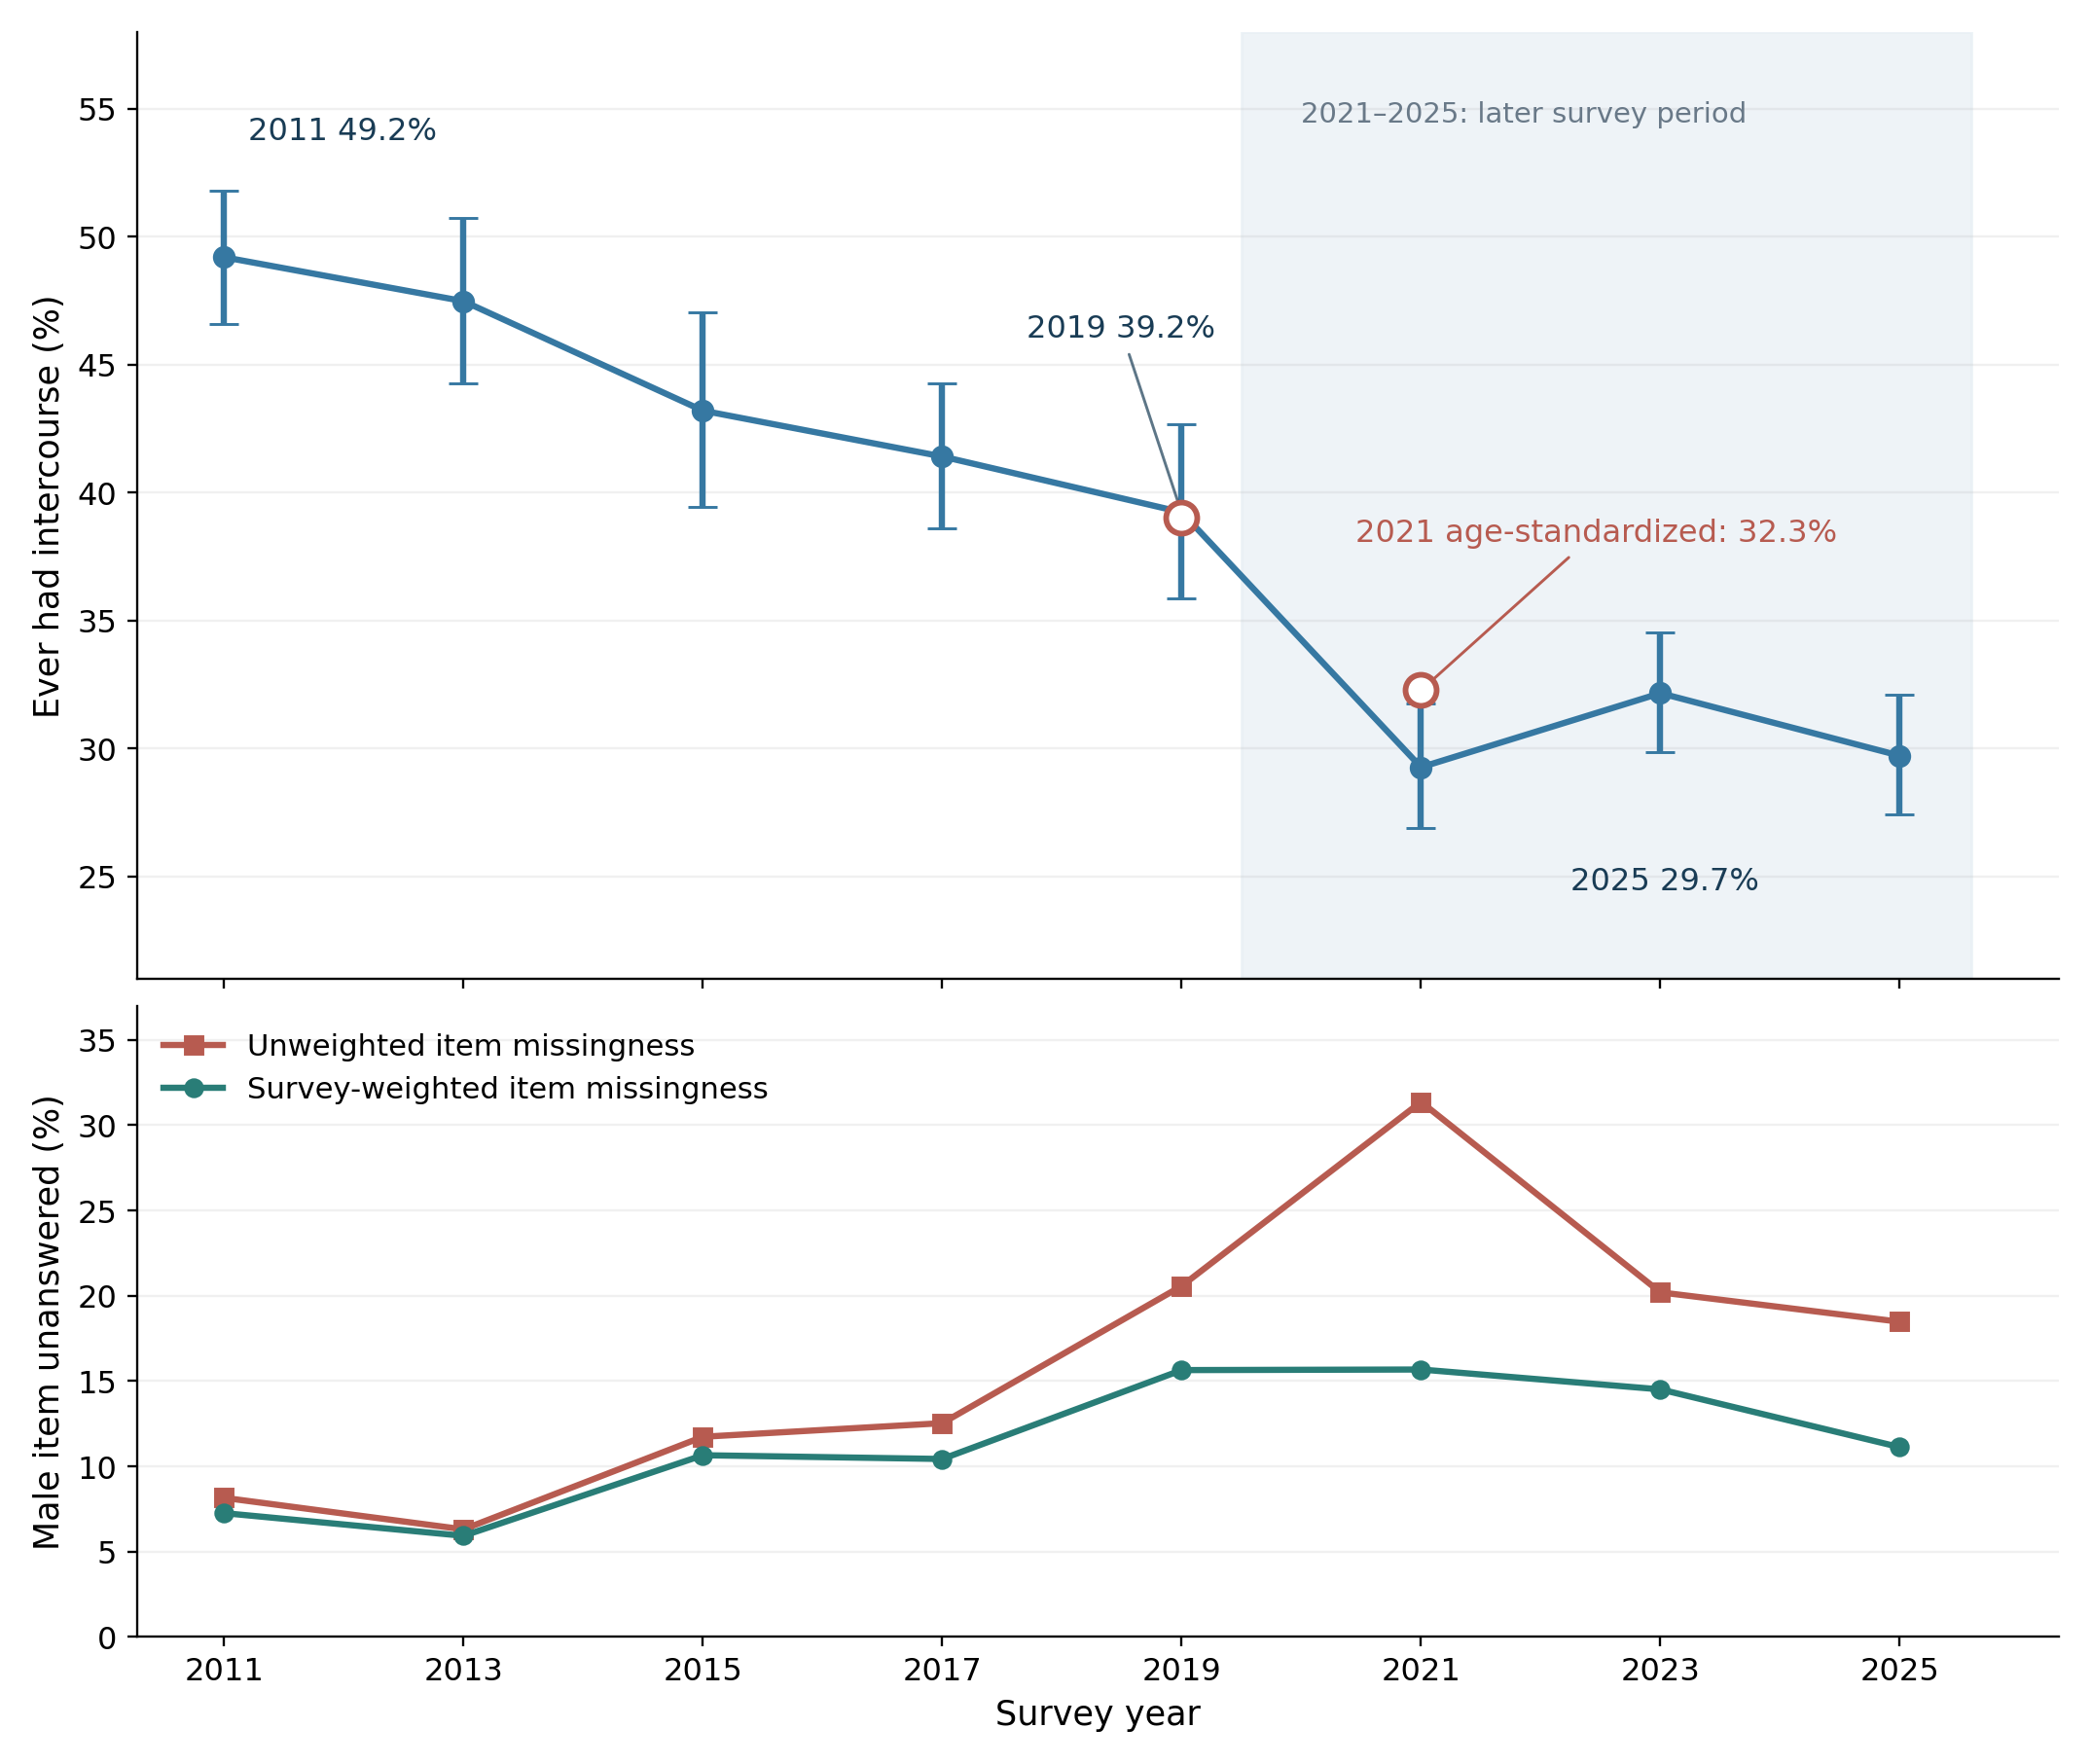 Ever had intercourse (%)
55
50
45
40
35
30
25
2011 49.2%
2019 39.2%
2021–2025: later survey period
2021 age-standardized: 32.3%
2025 29.7%
Male item unanswered (%)
35
30
25
20
15
10
5
0
Unweighted item missingness
Survey-weighted item missingness
2011 2013 2015 2017 2019 2021 2023 2025
Survey year